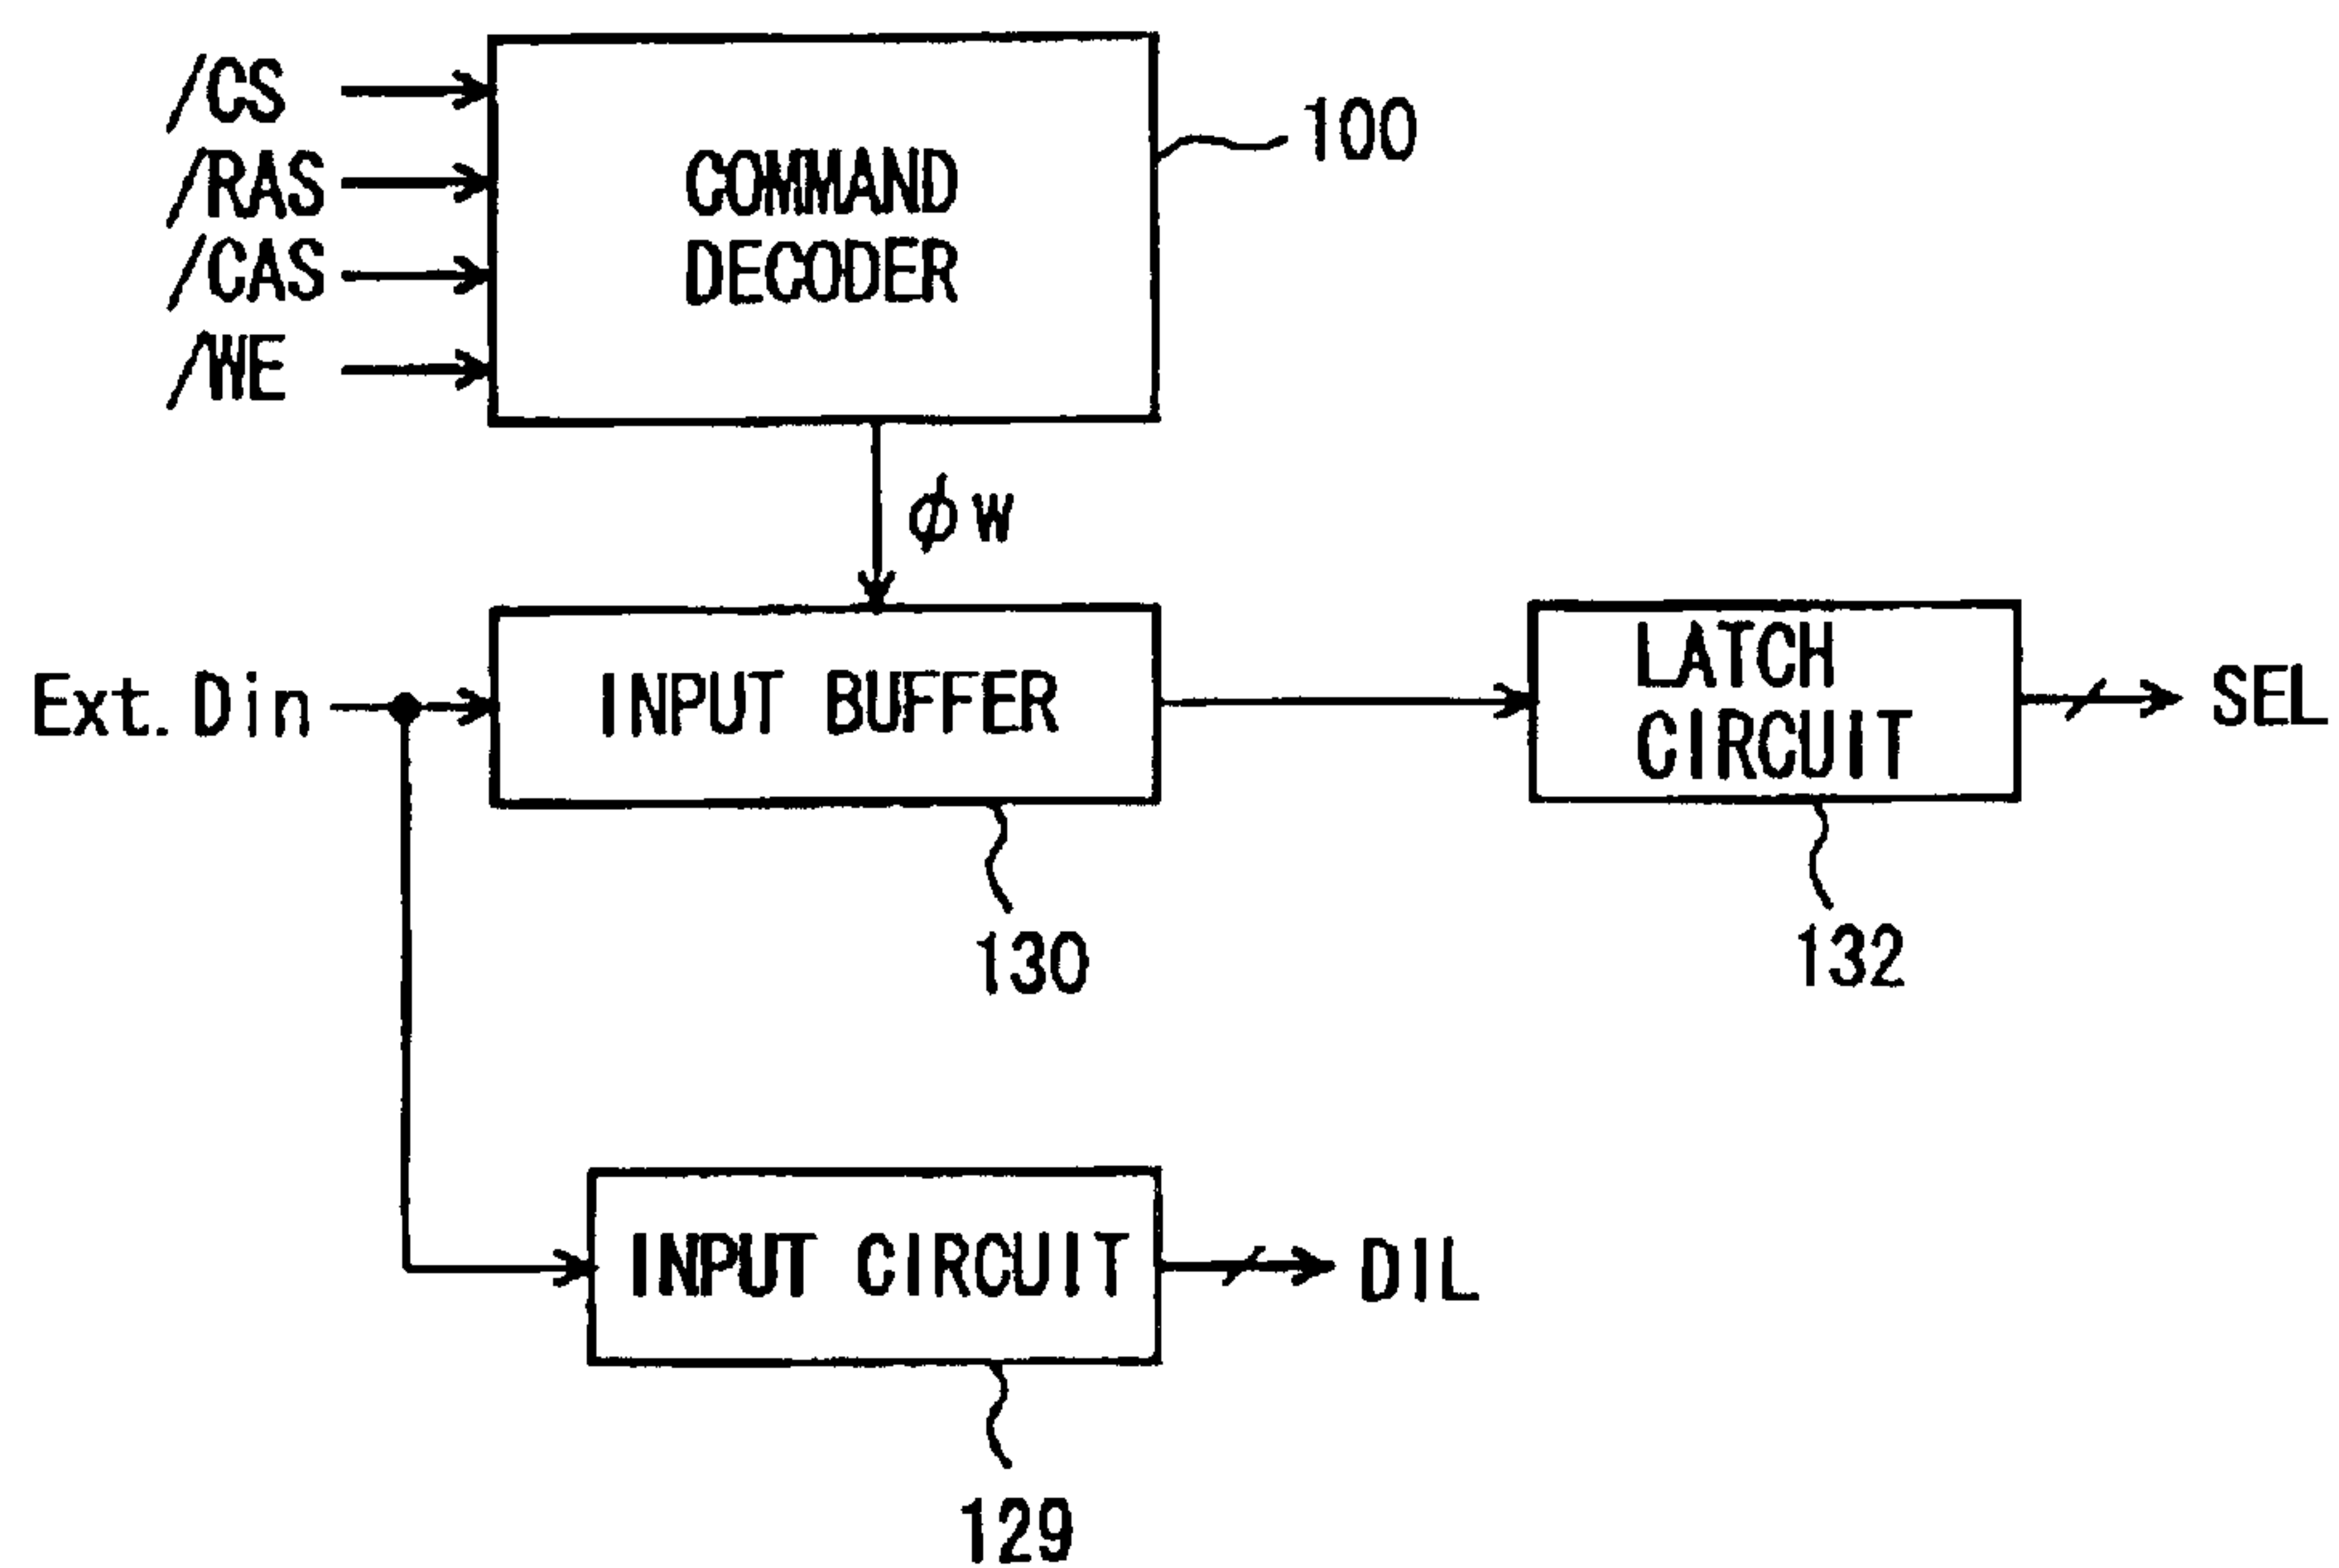 /CS
/RAS
/CAS
/WE
COMMAND
DECODER
100
φw
Ext.Din
INPUT BUFFER
LATCH
CIRCUIT
SEL
130
132
INPUT CIRCUIT
DIL
129